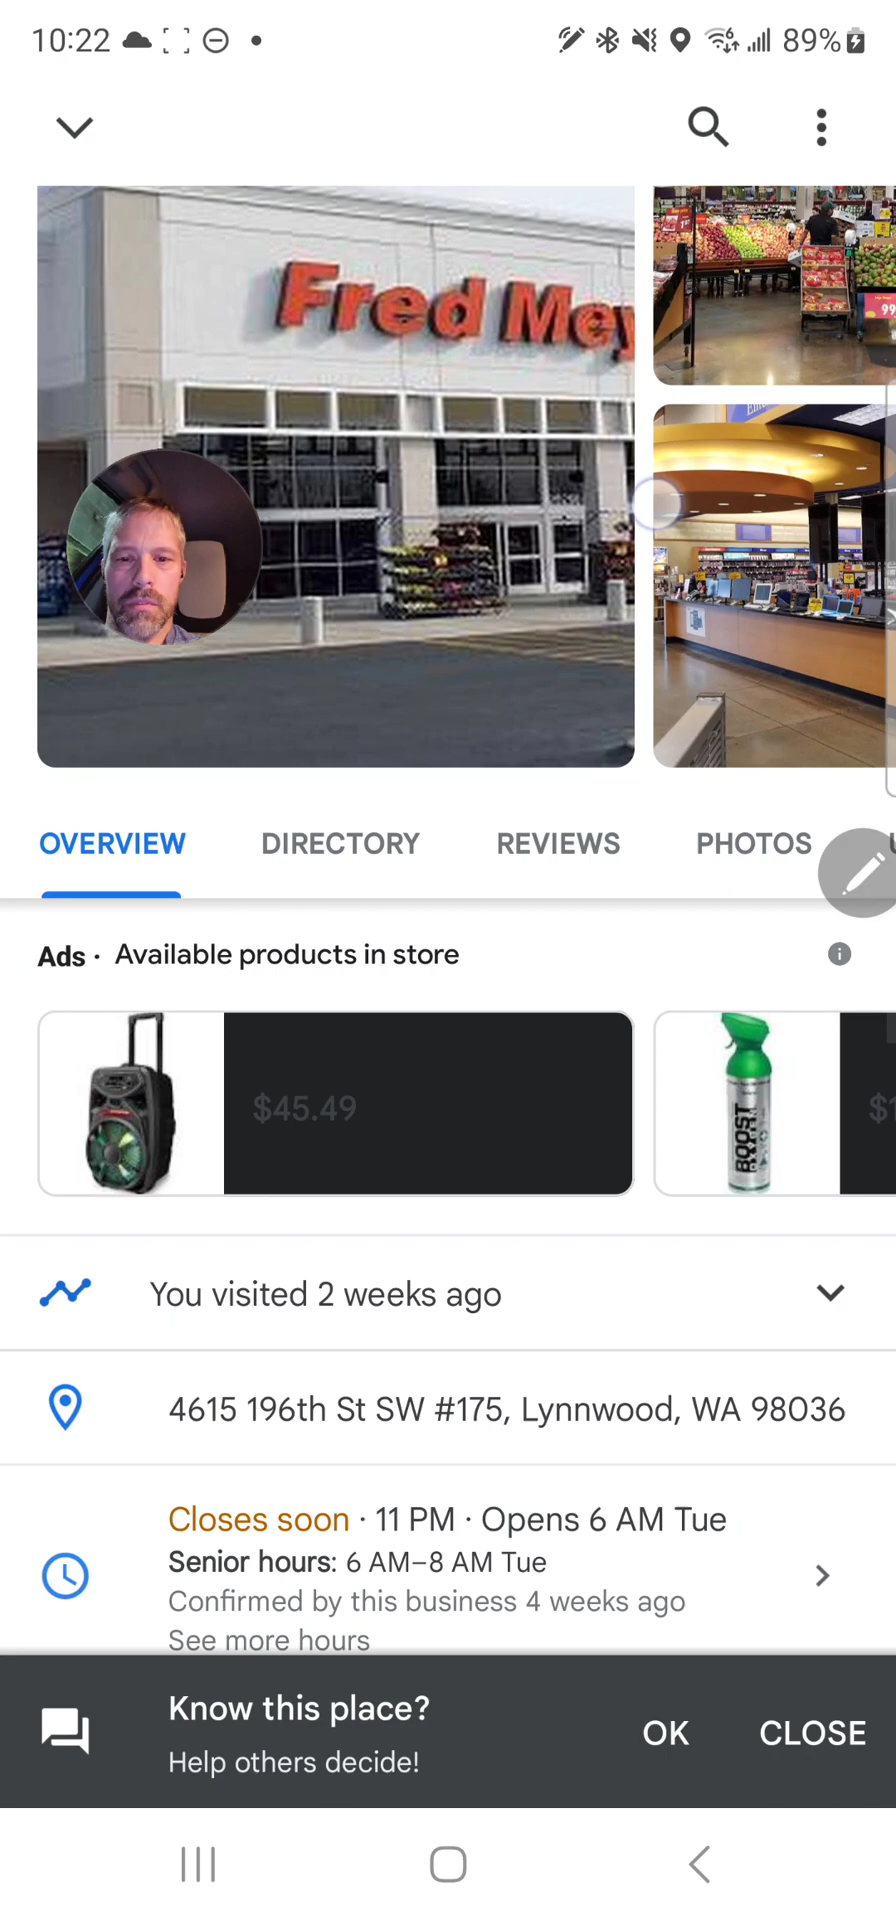 10:22
89%
Fred Mey
99
OVERVIEW
DIRECTORY
REVIEWS
PHOTOS
Ads · Available products in store
$45.49
BOOST
OXYGEN
$1
You visited 2 weeks ago
4615 196th St SW #175, Lynnwood, WA 98036
Closes soon · 11 PM · Opens 6 AM Tue
Senior hours: 6 AM–8 AM Tue
Confirmed by this business 4 weeks ago
See more hours
Know this place?
Help others decide!
OK
CLOSE